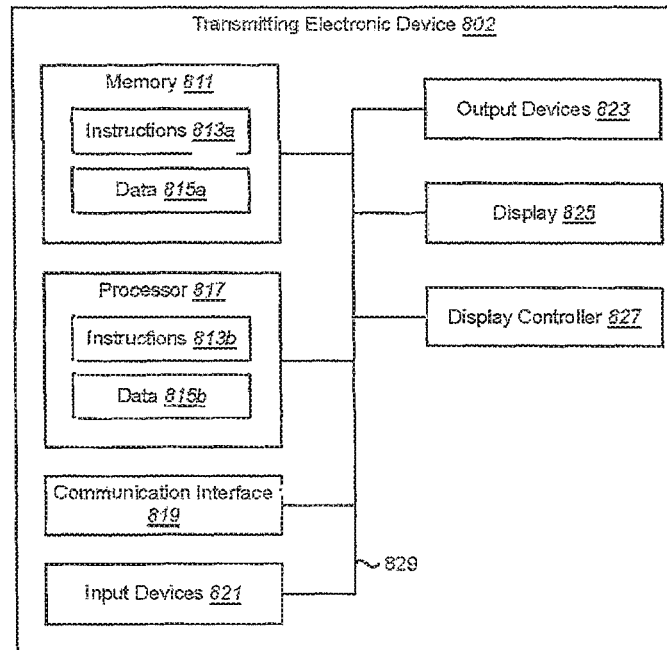 Transmitting Electronic Device 802
Memory 811
Instructions 813a
Data 815a
Processor 817
Instructions 813b
Data 815b
Communication Interface
819
Input Devices 821
Output Devices 823
Display 825
Display Controller 827
829